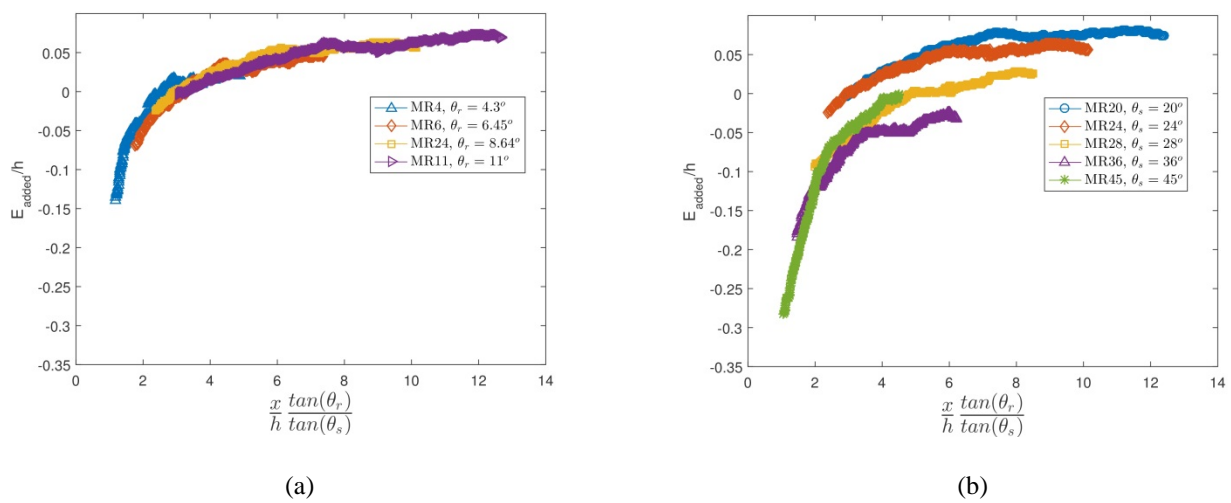 0.05
0
-0.05
-0.1
-0.15
-0.2
-0.25
-0.3
-0.35
E_added/h
0 2 4 6 8 10 12 14
x/h tan(θ_r)/tan(θ_s)
MR4, θ_r = 4.3°
MR6, θ_r = 6.45°
MR24, θ_r = 8.64°
MR11, θ_r = 11°
(a)
0.05
0
-0.05
-0.1
-0.15
-0.2
-0.25
-0.3
-0.35
E_added/h
0 2 4 6 8 10 12 14
x/h tan(θ_r)/tan(θ_s)
MR20, θ_s = 20°
MR24, θ_s = 24°
MR28, θ_s = 28°
MR36, θ_s = 36°
MR45, θ_s = 45°
(b)